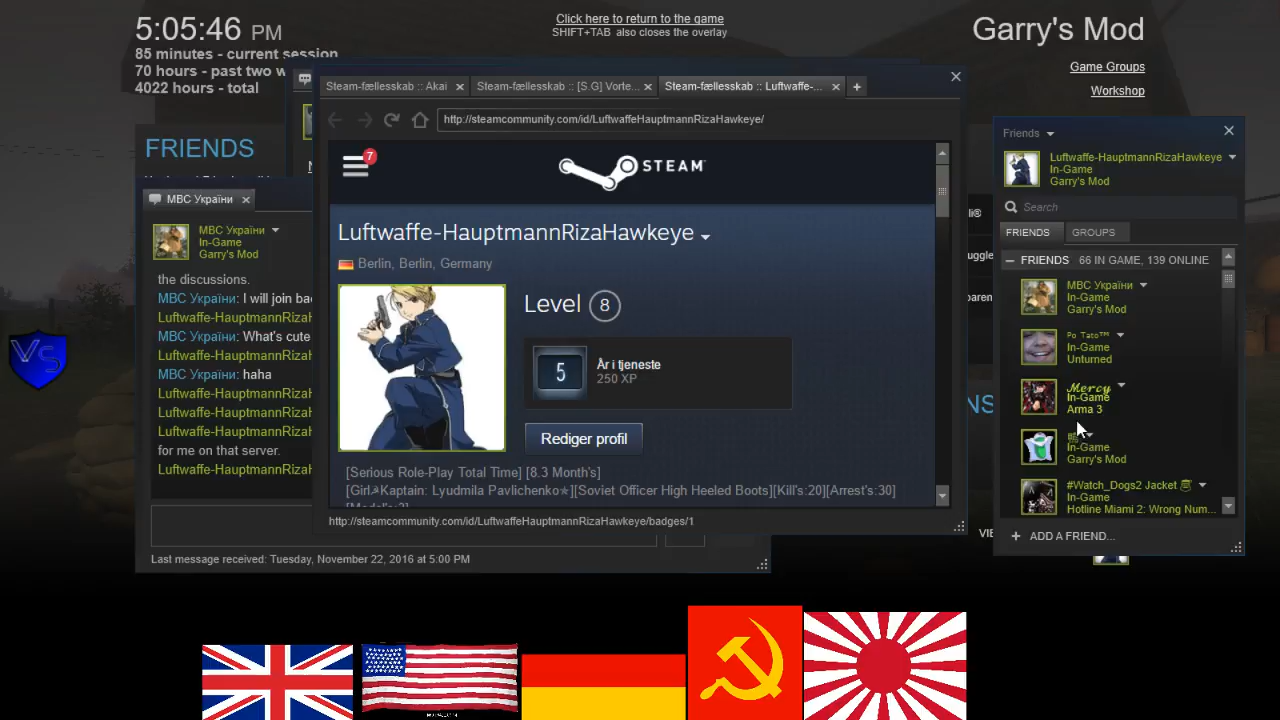 5:05:46 PM
85 minutes - current session
70 hours - past two w
4022 hours - total
Click here to return to the game
SHIFT+TAB also closes the overlay
Garry's Mod
Game Groups
Workshop
FRIENDS
МВС України
МВС України
In-Game
Garry's Mod
the discussions.
МВС України: I will join bac
Luftwaffe-HauptmannRizaH
МВС України: What's cute
Luftwaffe-HauptmannRizaH
МВС України: haha
Luftwaffe-HauptmannRizaH
Luftwaffe-HauptmannRizaH
Luftwaffe-HauptmannRizaH
for me on that server.
Luftwaffe-HauptmannRizaH
Last message received: Tuesday, November 22, 2016 at 5:00 PM
Steam-fællesskab :: Akai
Steam-fællesskab :: [S.G] Vorte...
Steam-fællesskab :: Luftwaffe-...
http://steamcommunity.com/id/LuftwaffeHauptmannRizaHawkeye/
7
STEAM
Luftwaffe-HauptmannRizaHawkeye
Berlin, Berlin, Germany
Level 8
5
År i tjeneste
250 XP
Rediger profil
[Serious Role-Play Total Time] [8.3 Month's]
[Girl☭Kaptain: Lyudmila Pavlichenko★][Soviet Officer High Heeled Boots][Kill's:20][Arrest's:30]
http://steamcommunity.com/id/LuftwaffeHauptmannRizaHawkeye/badges/1
Friends
Luftwaffe-HauptmannRizaHawkeye
In-Game
Garry's Mod
Search
FRIENDS
GROUPS
FRIENDS 66 IN GAME, 139 ONLINE
МВС України
In-Game
Garry's Mod
Po Tato™
In-Game
Unturned
Mercy
In-Game
Arma 3
In-Game
Garry's Mod
#Watch_Dogs2 Jacket
In-Game
Hotline Miami 2: Wrong Num...
ADD A FRIEND...
VS